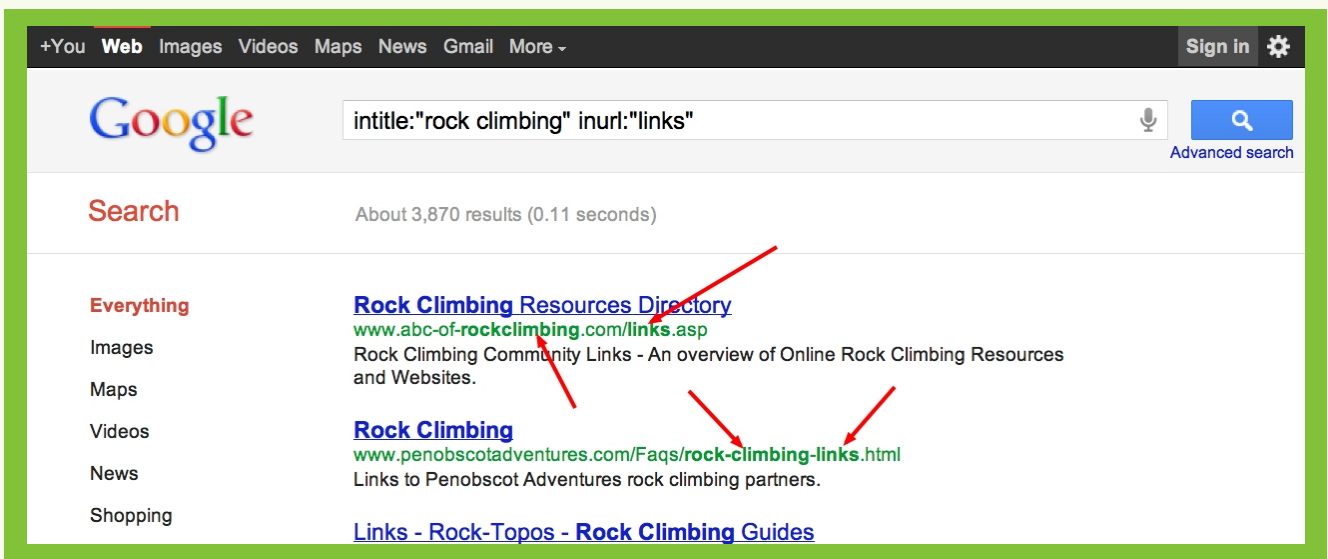 +You Web Images Videos Maps News Gmail More Sign in
Google intitle:"rock climbing" inurl:"links"
Advanced search
Search About 3,870 results (0.11 seconds)
Everything
Images
Maps
Videos
News
Shopping
Rock Climbing Resources Directory
www.abc-of-rockclimbing.com/links.asp
Rock Climbing Community Links - An overview of Online Rock Climbing Resources
and Websites.
Rock Climbing
www.penobscotadventures.com/Faqs/rock-climbing-links.html
Links to Penobscot Adventures rock climbing partners.
Links - Rock-Topos - Rock Climbing Guides